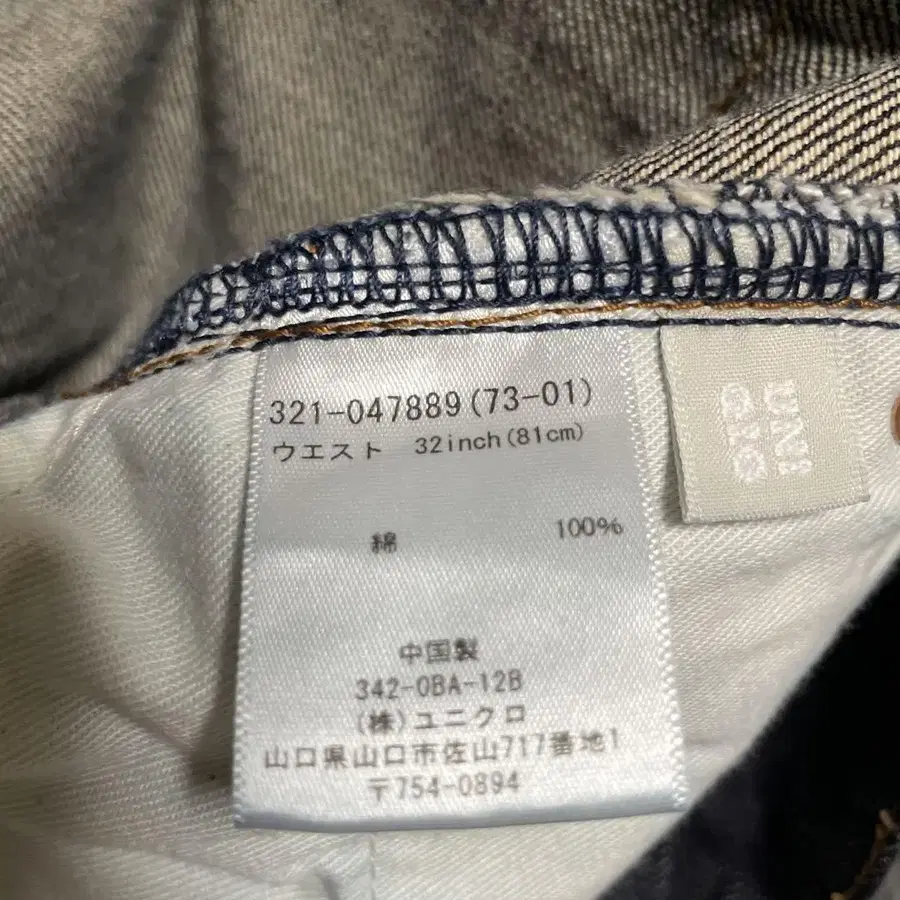 321-047889(73-01)
ウエスト 32inch(81cm)
綿 100%
中国製
342-0BA-12B
(株)ユニクロ
山口県山口市佐山717番地1
〒754-0894
UNI
QLO